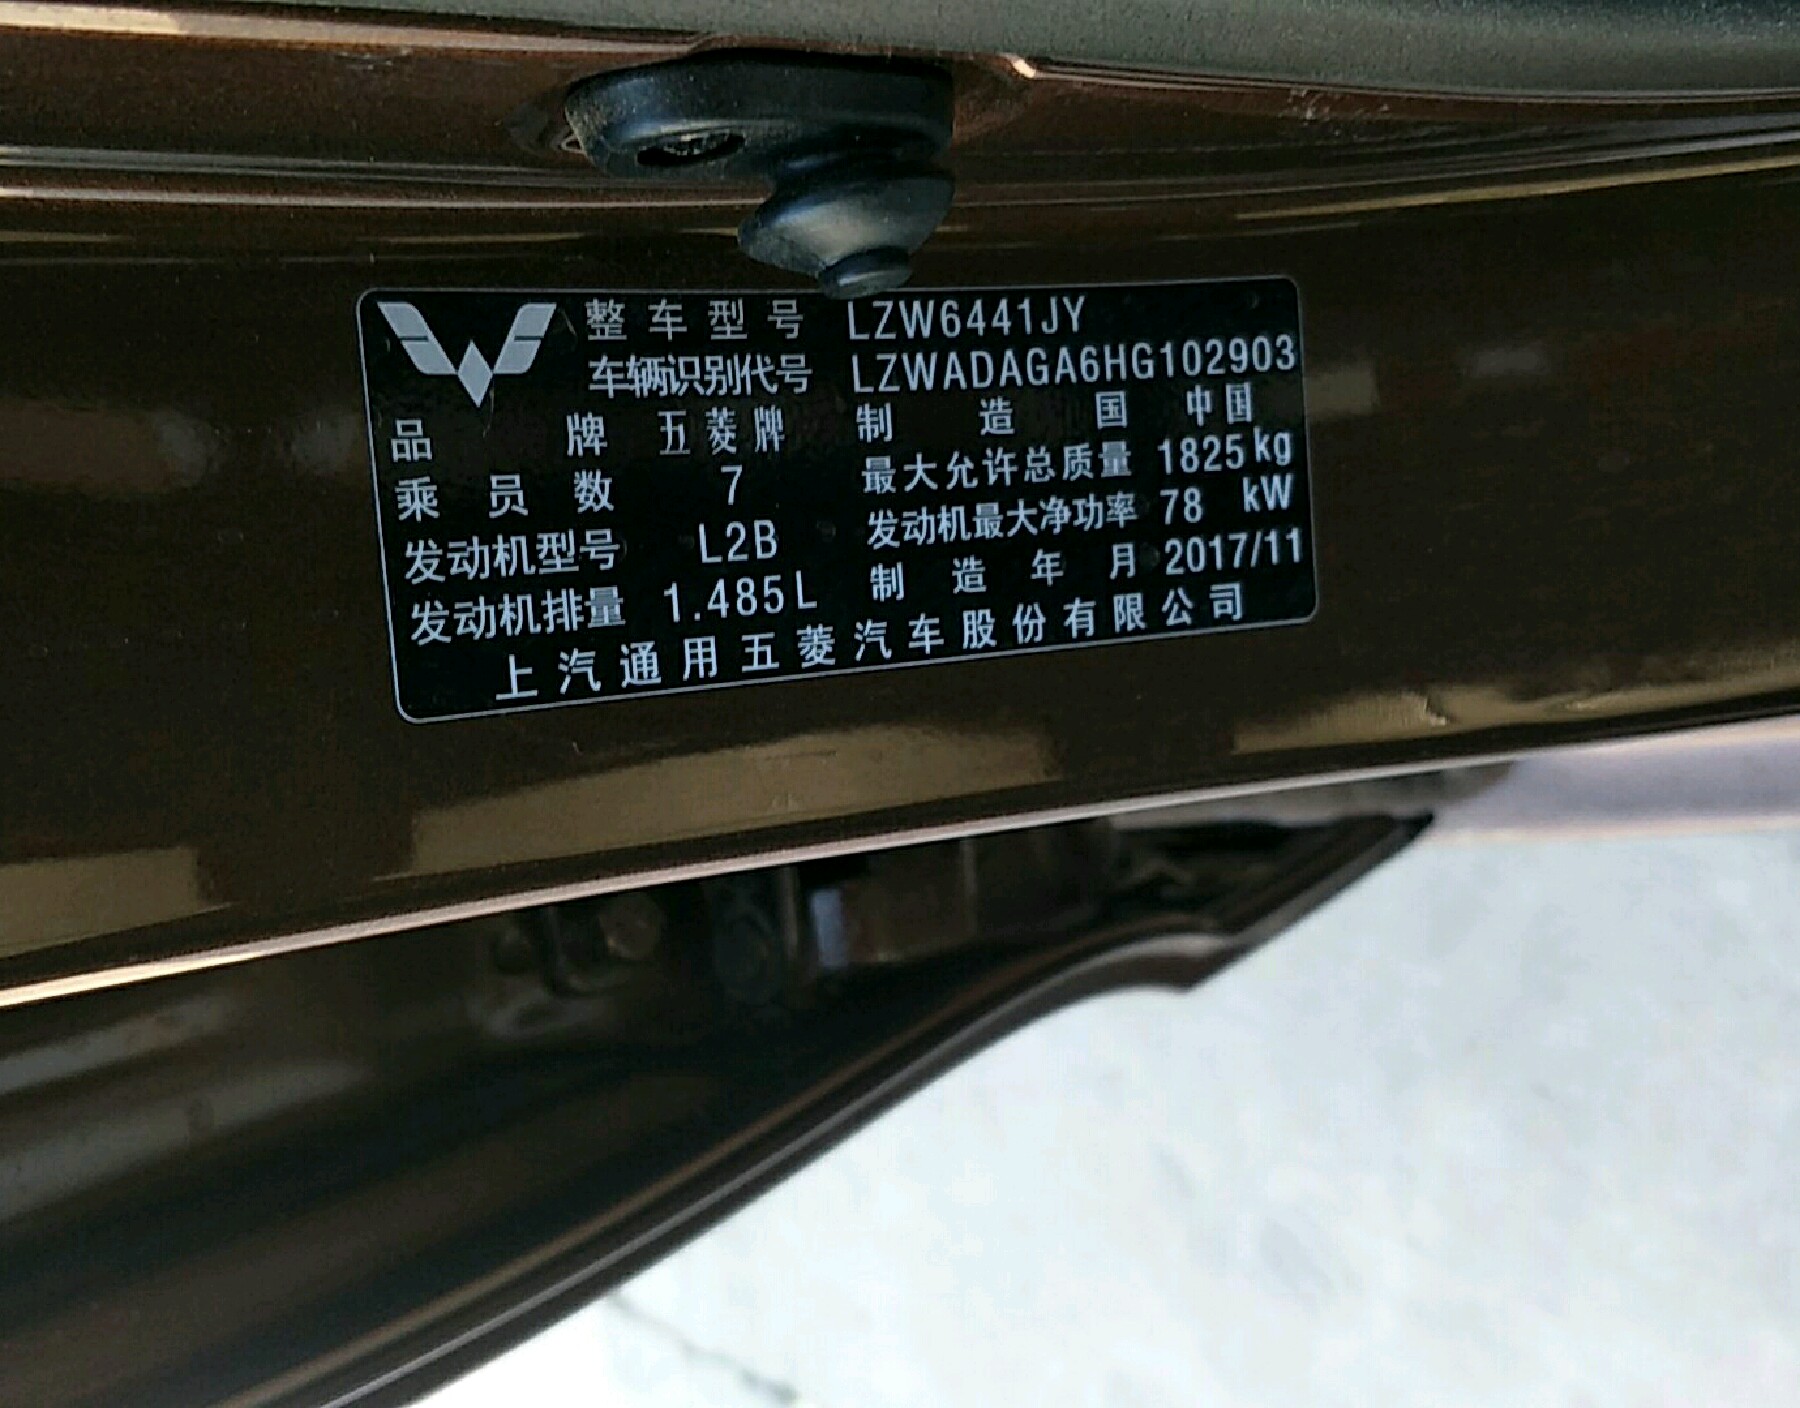 整车型号 LZW6441JY
车辆识别代号 LZWADAGA6HG102903
品牌 五菱牌 制造国 中国
乘员数 7 最大允许总质量 1825kg
发动机型号 L2B 发动机最大净功率 78 kW
发动机排量 1.485L 制造年月 2017/11
上汽通用五菱汽车股份有限公司